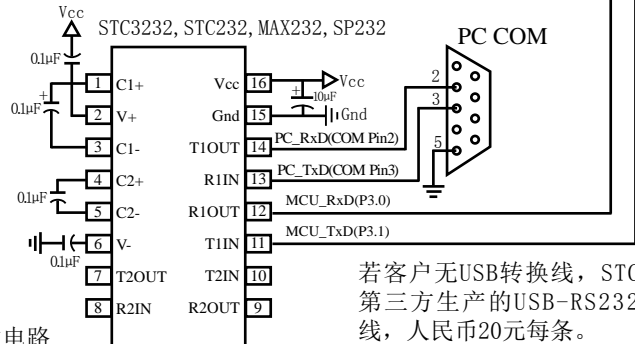 Vcc
STC3232, STC232, MAX232, SP232
PC COM
0.1μF
0.1μF
+
1 C1+ Vcc 16 Vcc
+ 10μF
2 V+ Gnd 15 Gnd
3 C1- T1OUT 14 PC_RxD(COM Pin2)
4 C2+ R1IN 13 PC_TxD(COM Pin3)
0.1μF
5 C2- R1OUT 12 MCU_RxD(P3.0)
6 V- T1IN 11 MCU_TxD(P3.1)
0.1μF
7 T2OUT T2IN 10
8 R2IN R2OUT 9
2
3
5
若客户无USB转换线, STC
第三方生产的USB-RS232
线, 人民币20元每条。
电路